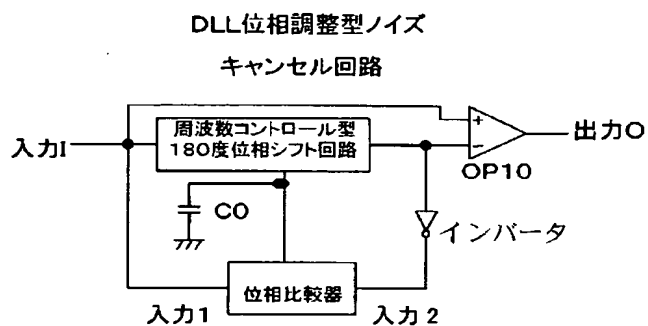 DLL位相調整型ノイズ
キャンセル回路
周波数コントロール型
180度位相シフト回路
入力I
+
-
出力O
OP10
C0
インバータ
位相比較器
入力1
入力2